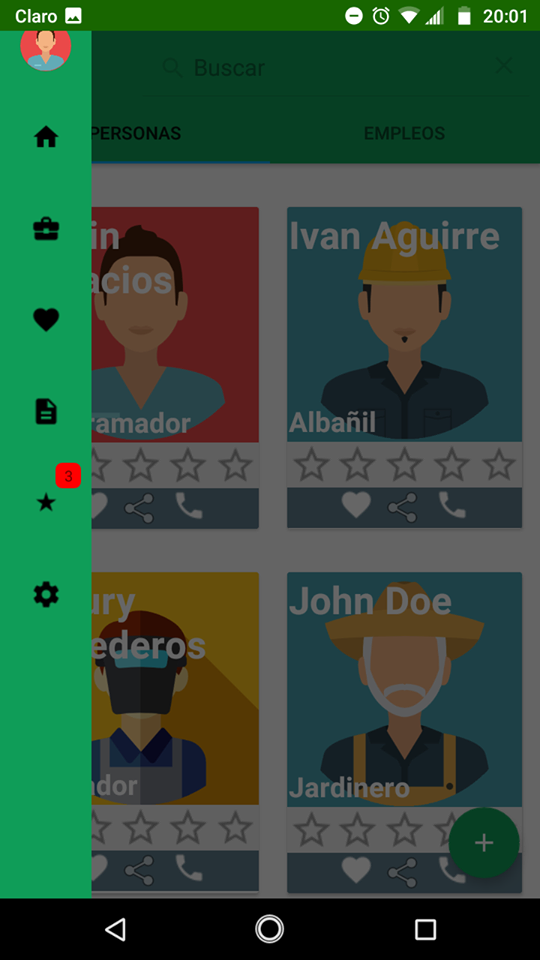 Claro
20:01
Buscar
PERSONAS
EMPLEOS
in
acios
ramador
Ivan Aguirre
Albañil
3
ury
ederos
ador
John Doe
Jardinero
+